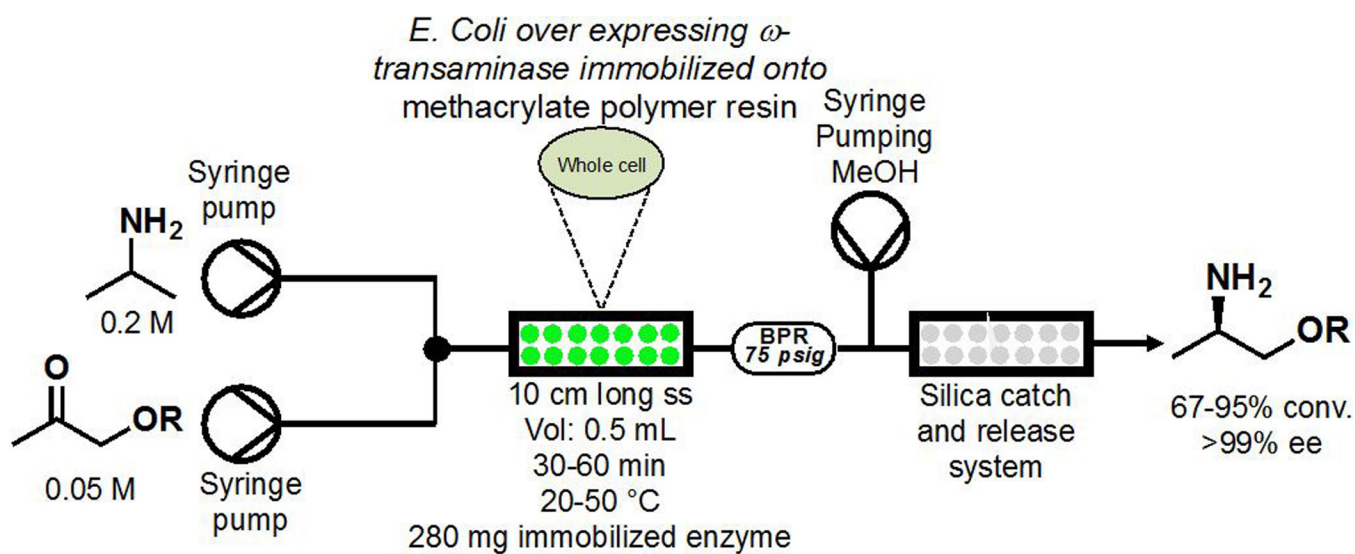 E. Coli over expressing ω-
transaminase immobilized onto
methacrylate polymer resin
Whole cell
Syringe
Pumping
MeOH
Syringe
pump
NH2
0.2 M
O
OR
0.05 M
Syringe
pump
10 cm long ss
Vol: 0.5 mL
30-60 min
20-50 °C
280 mg immobilized enzyme
BPR
75 psig
Silica catch
and release
system
NH2
OR
67-95% conv.
>99% ee